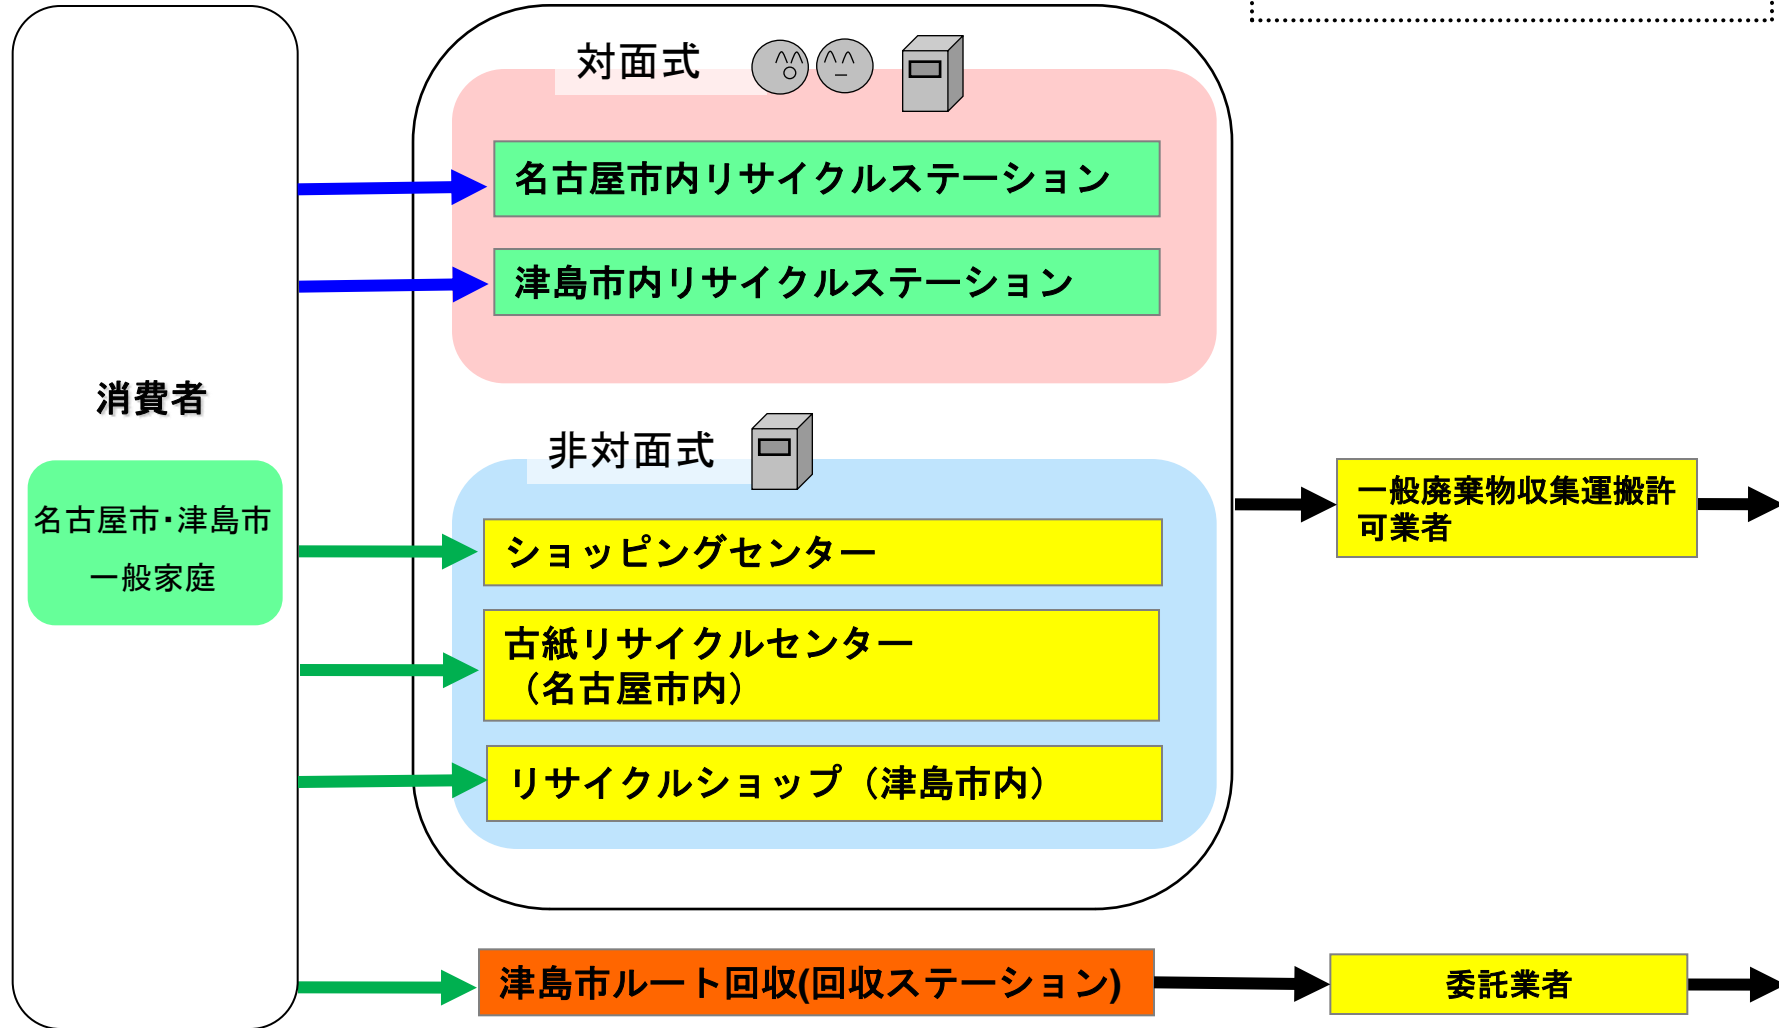 対面式
名古屋市内リサイクルステーション
津島市内リサイクルステーション
消費者
名古屋市・津島市
一般家庭
非対面式
ショッピングセンター
古紙リサイクルセンター
（名古屋市内）
リサイクルショップ（津島市内）
一般廃棄物収集運搬許
可業者
津島市ルート回収(回収ステーション)
委託業者